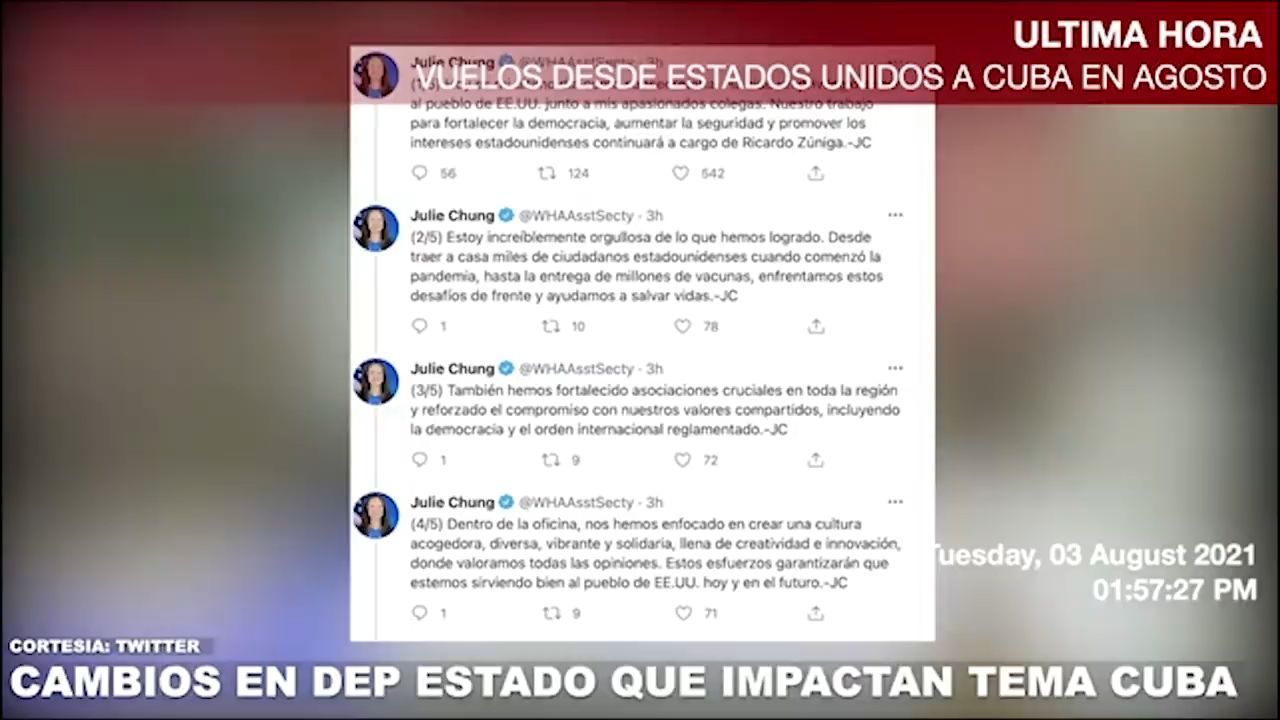 ULTIMA HORA
VUELOS DESDE ESTADOS UNIDOS A CUBA EN AGOSTO
Julie Chung @WHAAsstSecty · 3h
al pueblo de EE.UU. junto a mis apasionados colegas. Nuestro trabajo
para fortalecer la democracia, aumentar la seguridad y promover los
intereses estadounidenses continuará a cargo de Ricardo Zúniga.-JC
56 124 542
Julie Chung @WHAAsstSecty · 3h
(2/5) Estoy increíblemente orgullosa de lo que hemos logrado. Desde
traer a casa miles de ciudadanos estadounidenses cuando comenzó la
pandemia, hasta la entrega de millones de vacunas, enfrentamos estos
desafíos de frente y ayudamos a salvar vidas.-JC
1 10 78
Julie Chung @WHAAsstSecty · 3h
(3/5) También hemos fortalecido asociaciones cruciales en toda la región
y reforzado el compromiso con nuestros valores compartidos, incluyendo
la democracia y el orden internacional reglamentado.-JC
1 9 72
Julie Chung @WHAAsstSecty · 3h
(4/5) Dentro de la oficina, nos hemos enfocado en crear una cultura
acogedora, diversa, vibrante y solidaria, llena de creatividad e innovación,
donde valoramos todas las opiniones. Estos esfuerzos garantizarán que
estemos sirviendo bien al pueblo de EE.UU. hoy y en el futuro.-JC
1 9 71
Tuesday, 03 August 2021
01:57:27 PM
CORTESIA: TWITTER
CAMBIOS EN DEP ESTADO QUE IMPACTAN TEMA CUBA